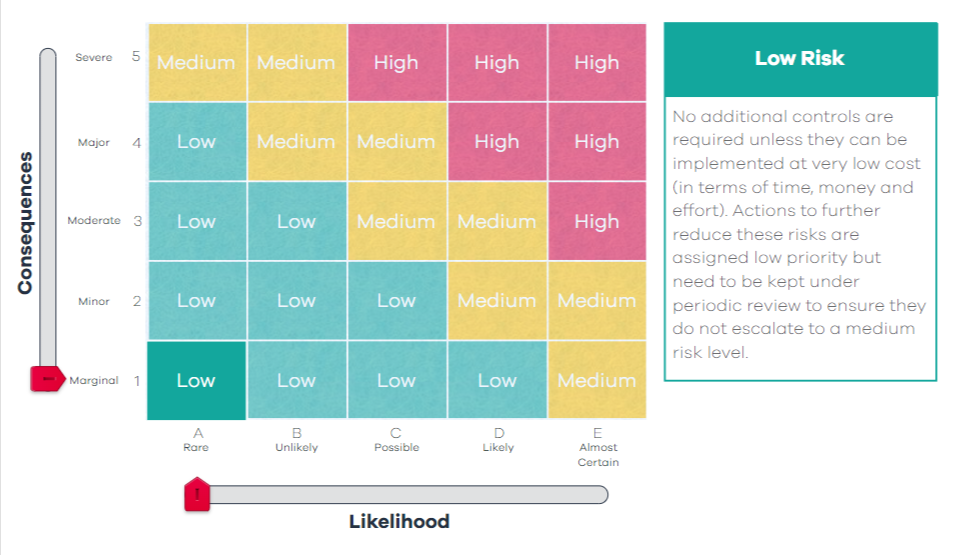 Consequences
Severe 5 Medium Medium High High High
Major 4 Low Medium Medium High High
Moderate 3 Low Low Medium Medium High
Minor 2 Low Low Low Medium Medium
Marginal 1 Low Low Low Low Medium
A B C D E
Rare Unlikely Possible Likely Almost
Certain
Likelihood
Low Risk
No additional controls are
required unless they can be
implemented at very low cost
(in terms of time, money and
effort). Actions to further
reduce these risks are
assigned low priority but
need to be kept under
periodic review to ensure they
do not escalate to a medium
risk level.